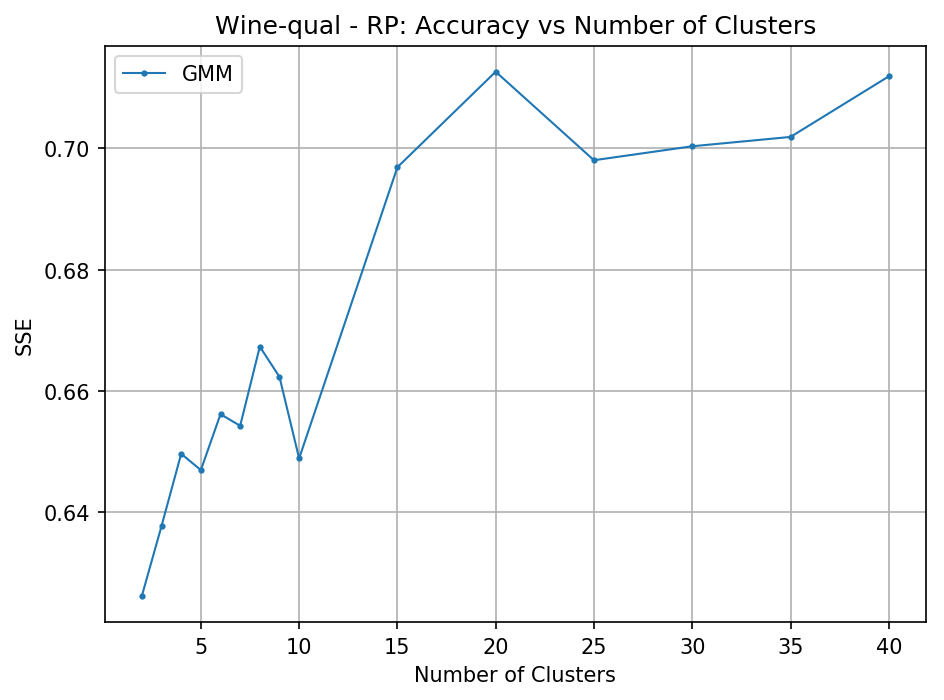 Wine-qual - RP: Accuracy vs Number of Clusters
GMM
SSE
0.70
0.68
0.66
0.64
5 10 15 20 25 30 35 40
Number of Clusters